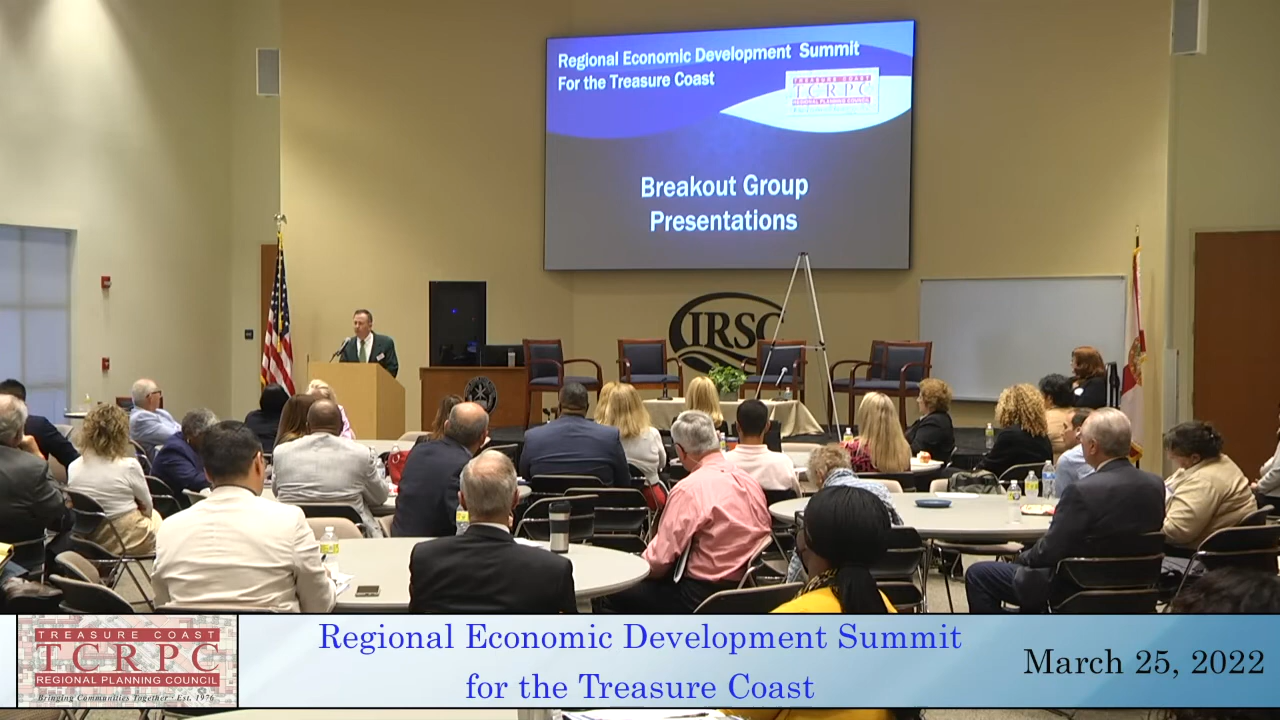 Regional Economic Development Summit
For the Treasure Coast
TREASURE COAST
TCRPC
REGIONAL PLANNING COUNCIL
Breakout Group
Presentations
IRSC
TREASURE COAST
TCRPC
REGIONAL PLANNING COUNCIL
Bringing Communities Together · Est. 1976
Regional Economic Development Summit
for the Treasure Coast
March 25, 2022